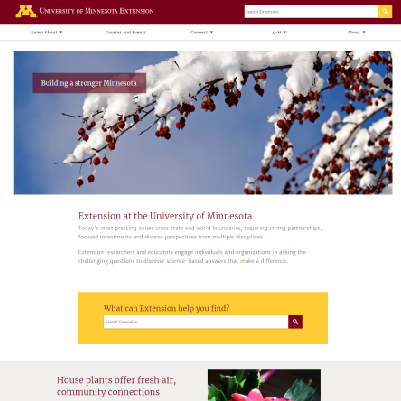 UNIVERSITY OF MINNESOTA EXTENSION
Search Extension
Learn About
Courses and Events
Connect
4-H
About
Building a stronger Minnesota
Extension at the University of Minnesota
Today's most pressing issues cross state and world boundaries, requiring strong partnerships,
focused investments and diverse perspectives from multiple disciplines.
Extension researchers and educators engage individuals and organizations in asking the
challenging questions to discover science-based answers that make a difference.
What can Extension help you find?
Search Extension
House plants offer fresh air,
community connections